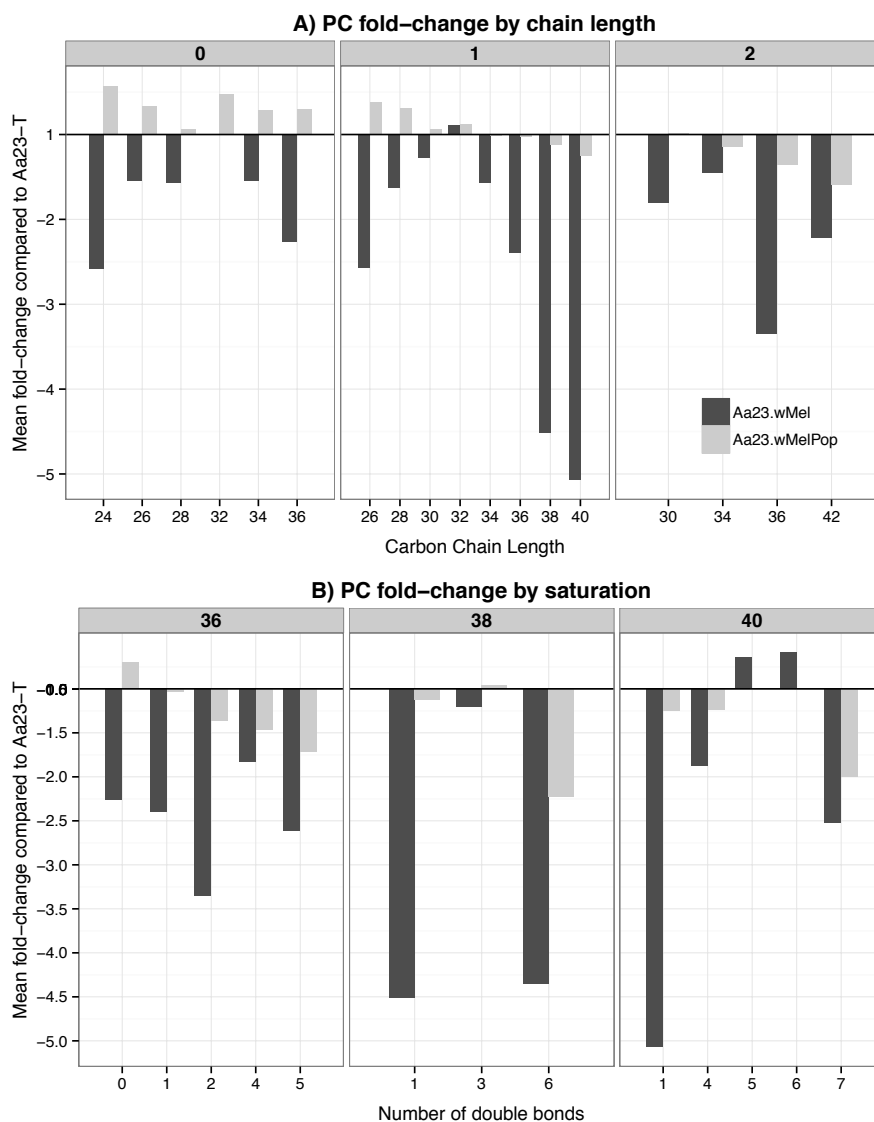 A) PC fold−change by chain length
0 1 2
Mean fold−change compared to Aa23−T
1
−2
−3
−4
−5
Aa23.wMel
Aa23.wMelPop
24 26 28 32 34 36 26 28 30 32 34 36 38 40 30 34 36 42
Carbon Chain Length
B) PC fold−change by saturation
36 38 40
Mean fold−change compared to Aa23−T
−1.5
−2.0
−2.5
−3.0
−3.5
−4.0
−4.5
−5.0
0 1 2 4 5 1 3 6 1 4 5 6 7
Number of double bonds